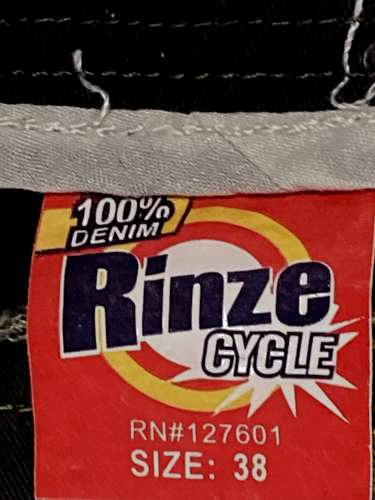 100%
DENIM
Rinze
CYCLE
RN#127601
SIZE: 38